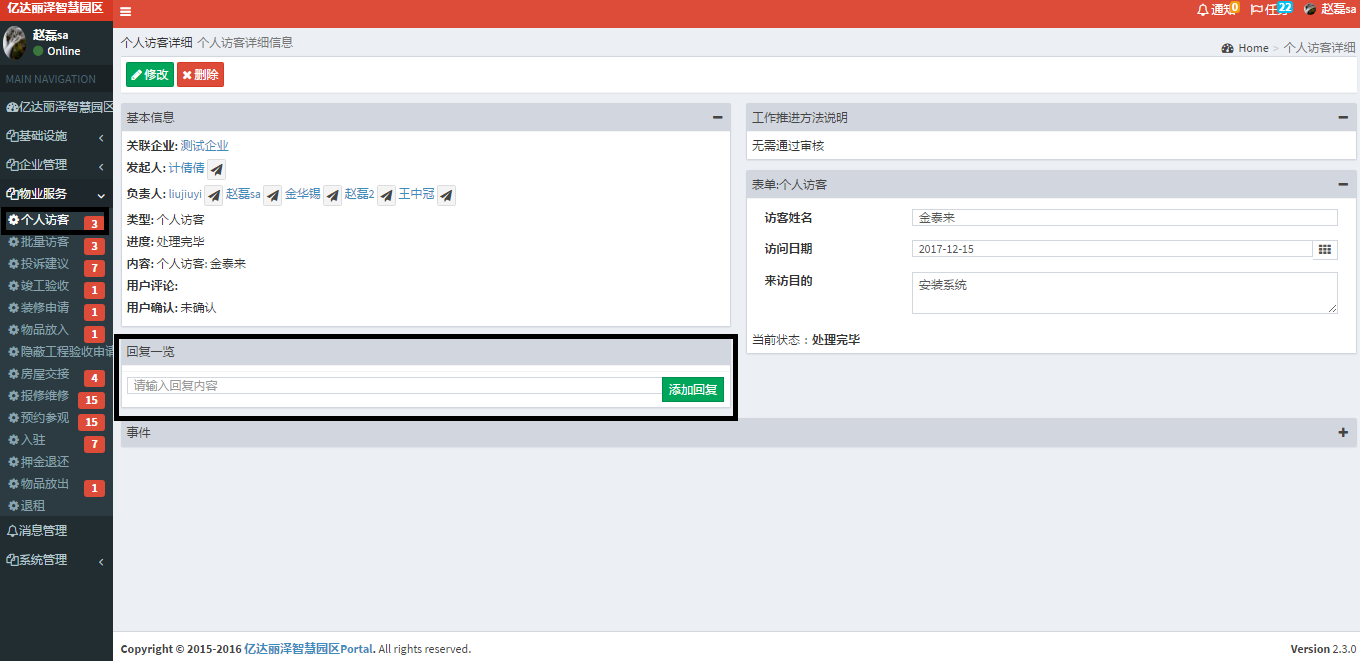 亿达丽泽智慧园区
通知 0 任务 22 赵磊sa
赵磊sa
Online
MAIN NAVIGATION
亿达丽泽智慧园区
基础设施
企业管理
物业服务
个人访客 3
批量访客 3
投诉建议 7
竣工验收 1
装修申请 1
物品放入 1
隐蔽工程验收申请
房屋交接 4
报修维修 15
预约参观 15
入驻 7
押金退还
物品放出 1
退租
消息管理
系统管理
个人访客详细 个人访客详细信息
Home > 个人访客详细
修改 删除
基本信息
关联企业: 测试企业
发起人: 计倩倩
负责人: liujiuyi 赵磊sa 金华锡 赵磊2 王中冠
类型: 个人访客
进度: 处理完毕
内容: 个人访客: 金泰来
用户评论:
用户确认: 未确认
回复一览
请输入回复内容 添加回复
工作推进方法说明
无需通过审核
表单:个人访客
访客姓名 金泰来
访问日期 2017-12-15
来访目的 安装系统
当前状态：处理完毕
事件
Copyright © 2015-2016 亿达丽泽智慧园区Portal. All rights reserved.
Version 2.3.0